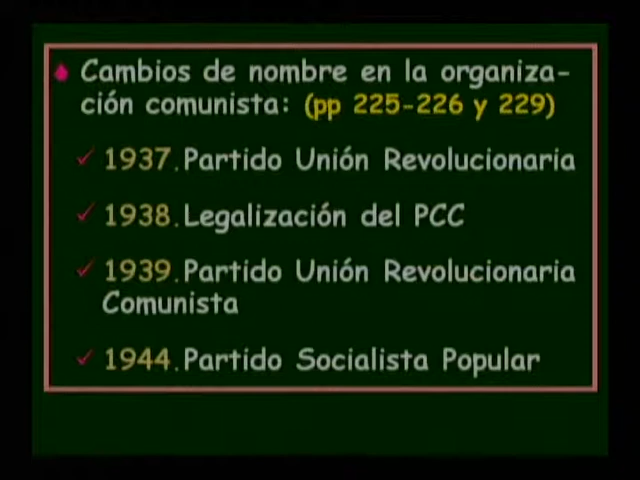 Cambios de nombre en la organiza-
ción comunista: (pp 225-226 y 229)
1937.Partido Unión Revolucionaria
1938.Legalización del PCC
1939.Partido Unión Revolucionaria
Comunista
1944.Partido Socialista Popular